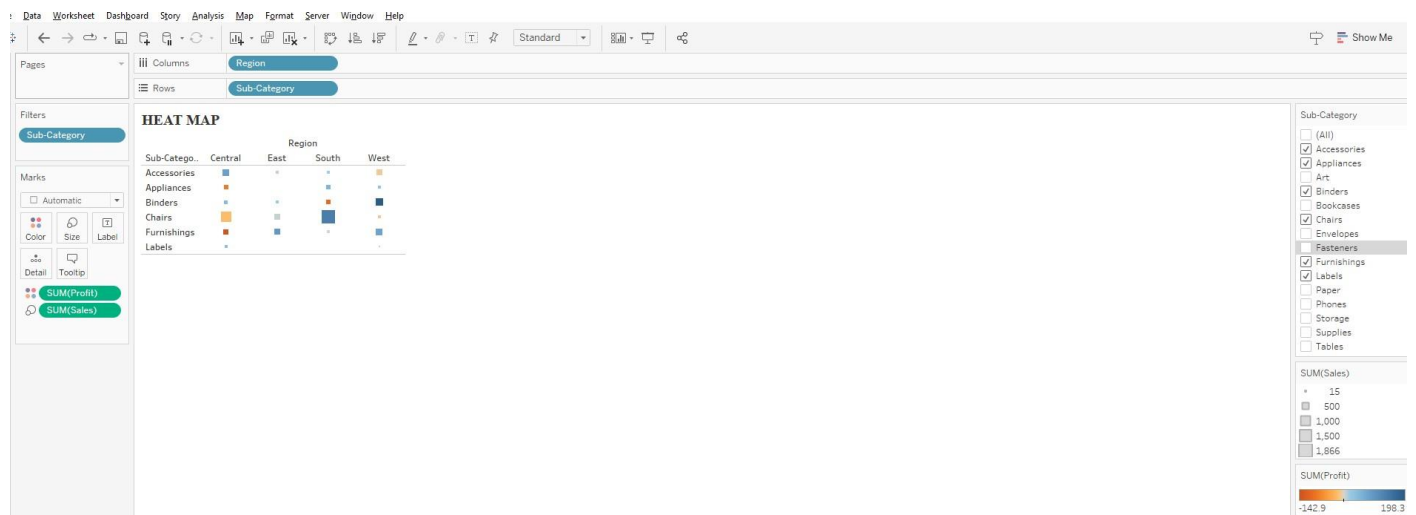 Data Worksheet Dashboard Story Analysis Map Format Server Window Help
Standard
Show Me
Pages
Columns Region
Rows Sub-Category
Filters
Sub-Category
Marks
Automatic
Color Size Label
Detail Tooltip
SUM(Profit)
SUM(Sales)
HEAT MAP
Region
Sub-Catego.. Central East South West
Accessories
Appliances
Binders
Chairs
Furnishings
Labels
Sub-Category
(All)
Accessories
Appliances
Art
Binders
Bookcases
Chairs
Envelopes
Fasteners
Furnishings
Labels
Paper
Phones
Storage
Supplies
Tables
SUM(Sales)
15
500
1,000
1,500
1,866
SUM(Profit)
-142.9 198.3